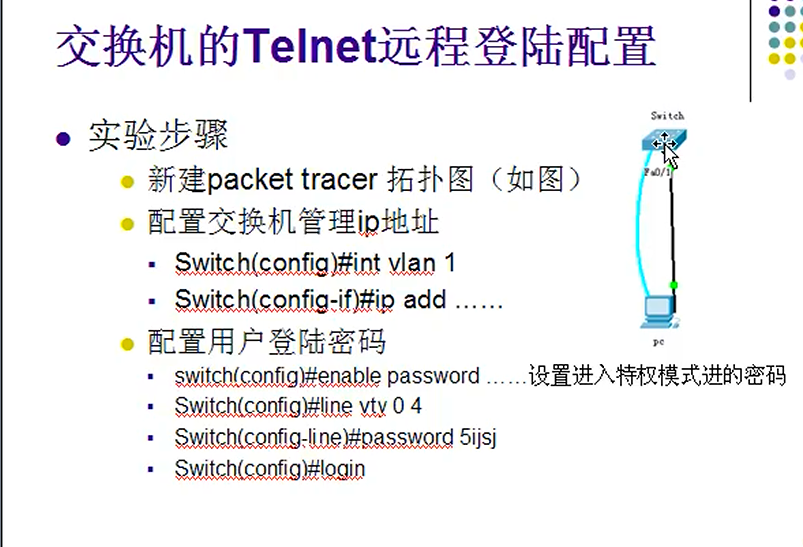 交换机的Telnet远程登陆配置
实验步骤
新建packet tracer 拓扑图（如图）
配置交换机管理ip地址
Switch(config)#int vlan 1
Switch(config-if)#ip add ……
配置用户登陆密码
switch(config)#enable password ……设置进入特权模式进的密码
Switch(config)#line vty 0 4
Switch(config-line)#password 5ijsj
Switch(config)#login
Switch
Fa0/1
pc